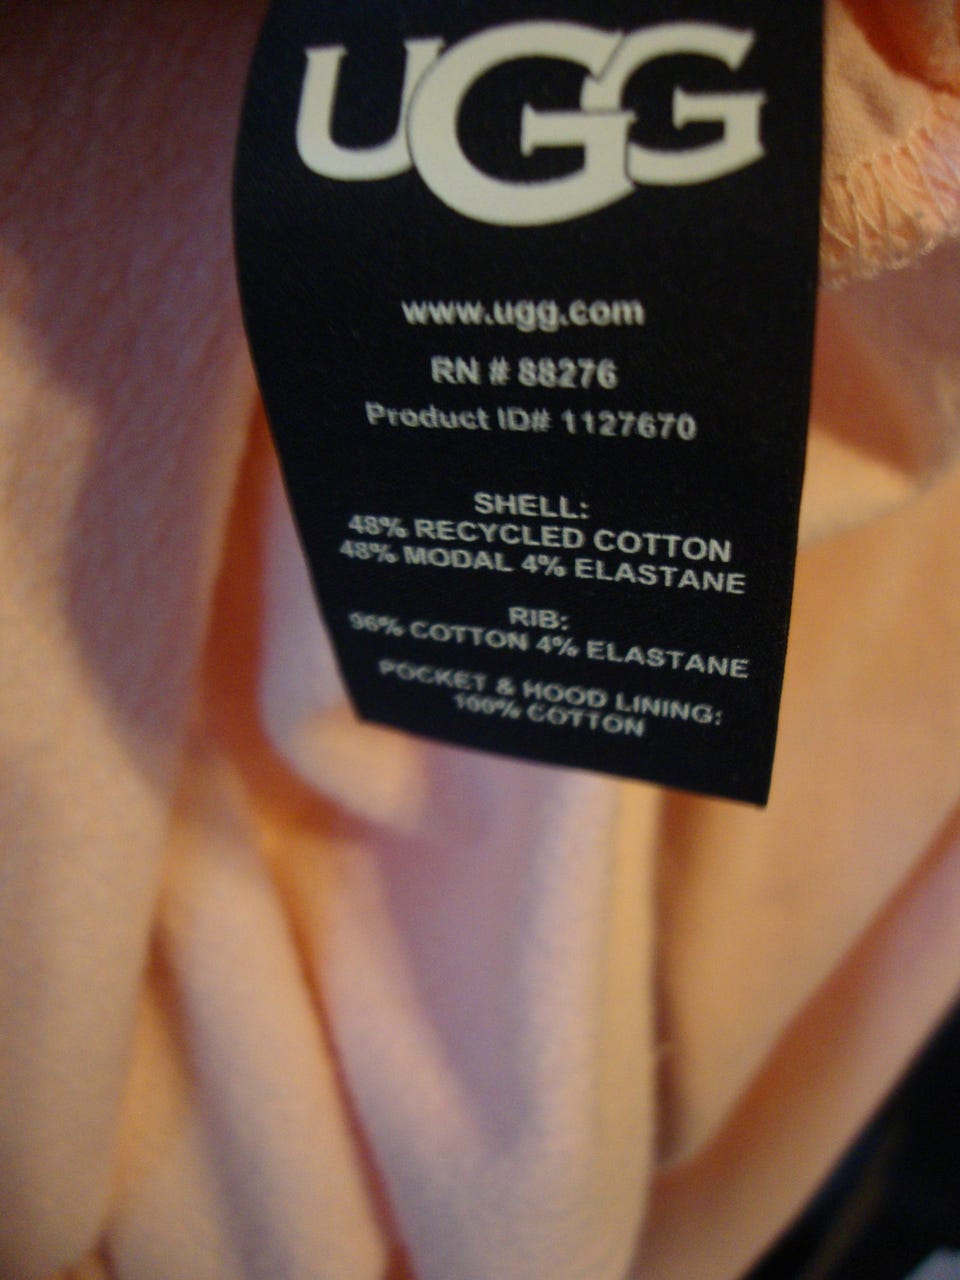 UGG
www.ugg.com
RN # 88276
Product ID# 1127670
SHELL:
48% RECYCLED COTTON
48% MODAL 4% ELASTANE
RIB:
96% COTTON 4% ELASTANE
POCKET & HOOD LINING:
100% COTTON